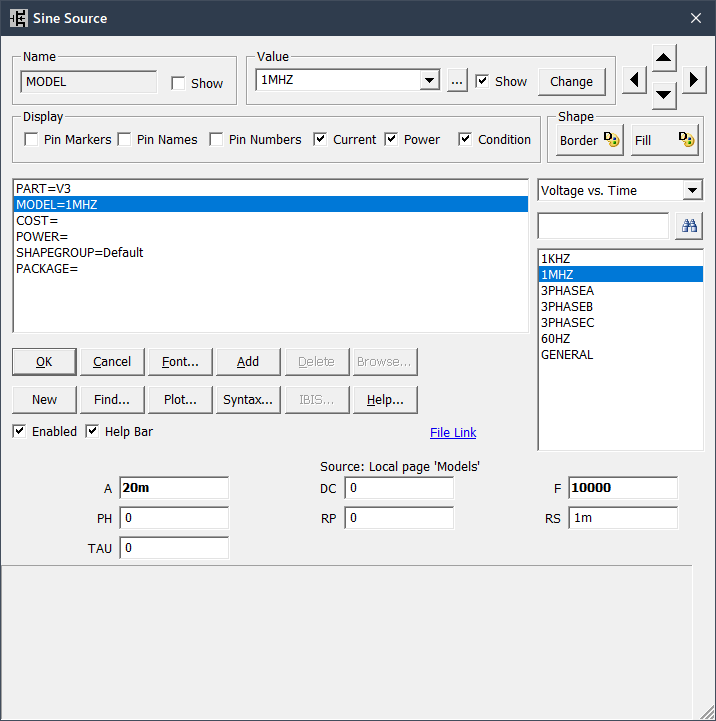 Sine Source
Name
MODEL
Show
Value
1MHZ
...
Show
Change
Display
Pin Markers
Pin Names
Pin Numbers
Current
Power
Condition
Shape
Border D
Fill D
PART=V3
MODEL=1MHZ
COST=
POWER=
SHAPEGROUP=Default
PACKAGE=
Voltage vs. Time
1KHZ
1MHZ
3PHASEA
3PHASEB
3PHASEC
60HZ
GENERAL
OK
Cancel
Font...
Add
Delete
Browse...
New
Find...
Plot...
Syntax...
IBIS...
Help...
Enabled
Help Bar
File Link
Source: Local page 'Models'
A 20m
DC 0
F 10000
PH 0
RP 0
RS 1m
TAU 0